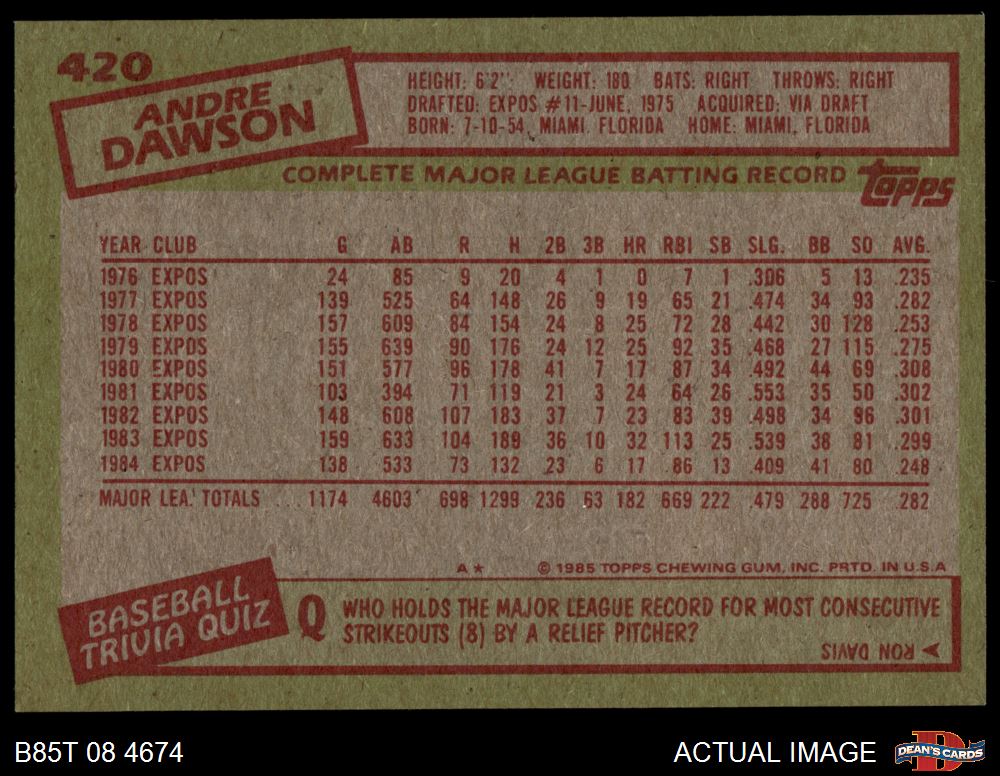 420
ANDRE
DAWSON
HEIGHT: 6'2" WEIGHT: 180 BATS: RIGHT THROWS: RIGHT
DRAFTED: EXPOS #11-JUNE, 1975 ACQUIRED: VIA DRAFT
BORN: 7-10-54, MIAMI, FLORIDA HOME: MIAMI, FLORIDA
COMPLETE MAJOR LEAGUE BATTING RECORD topps
YEAR CLUB G AB R H 2B 3B HR RBI SB SLG. BB SO AVG.
1976 EXPOS 24 85 9 20 4 1 0 7 1 .306 5 13 .235
1977 EXPOS 139 525 64 148 26 9 19 65 21 .474 34 93 .282
1978 EXPOS 157 609 84 154 24 8 25 72 28 .442 30 128 .253
1979 EXPOS 155 639 90 176 24 12 25 92 35 .468 27 115 .275
1980 EXPOS 151 577 96 178 41 7 17 87 34 .492 44 69 .308
1981 EXPOS 103 394 71 119 21 3 24 64 26 .553 35 50 .302
1982 EXPOS 148 608 107 183 37 7 23 83 39 .498 34 96 .301
1983 EXPOS 159 633 104 189 36 10 32 113 25 .539 38 81 .299
1984 EXPOS 138 533 73 132 23 6 17 86 13 .409 41 80 .248
MAJOR LEA. TOTALS 1174 4603 698 1299 236 63 182 669 222 .479 288 725 .282
A★ © 1985 TOPPS CHEWING GUM, INC. PRTD. IN U.S.A
BASEBALL
TRIVIA QUIZ
Q WHO HOLDS THE MAJOR LEAGUE RECORD FOR MOST CONSECUTIVE
STRIKEOUTS (8) BY A RELIEF PITCHER?
RON DAVIS
B85T 08 4674
ACTUAL IMAGE
D
DEAN'S CARDS